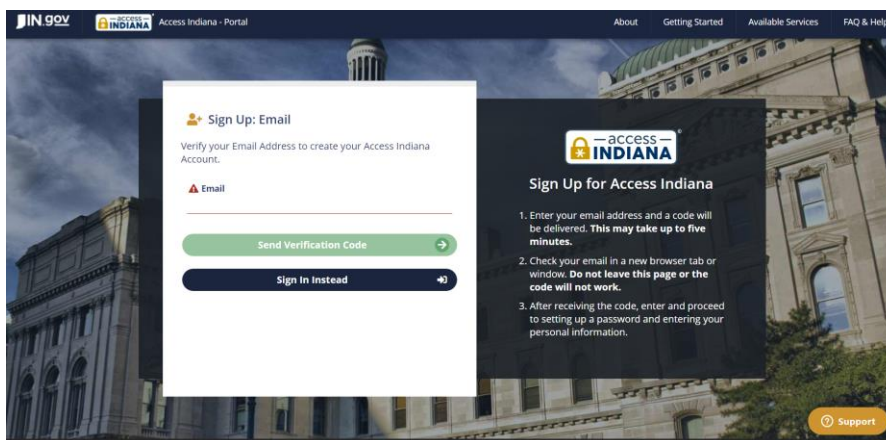 IN.gov
access
INDIANA
Access Indiana - Portal
About
Getting Started
Available Services
FAQ & Help
Sign Up: Email
Verify your Email Address to create your Access Indiana
Account.
Email
Send Verification Code
Sign In Instead
access
INDIANA
Sign Up for Access Indiana
1. Enter your email address and a code will
be delivered. This may take up to five
minutes.
2. Check your email in a new browser tab or
window. Do not leave this page or the
code will not work.
3. After receiving the code, enter and proceed
to setting up a password and entering your
personal information.
Support